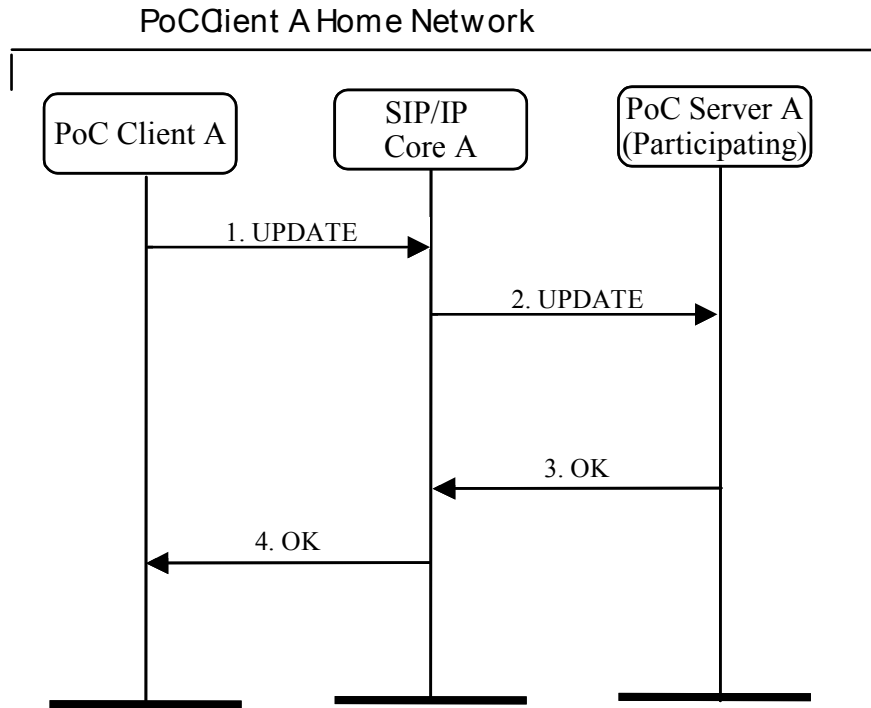 PoCClient A Home Network
PoC Client A
SIP/IP
Core A
PoC Server A
(Participating)
1. UPDATE
2. UPDATE
3. OK
4. OK